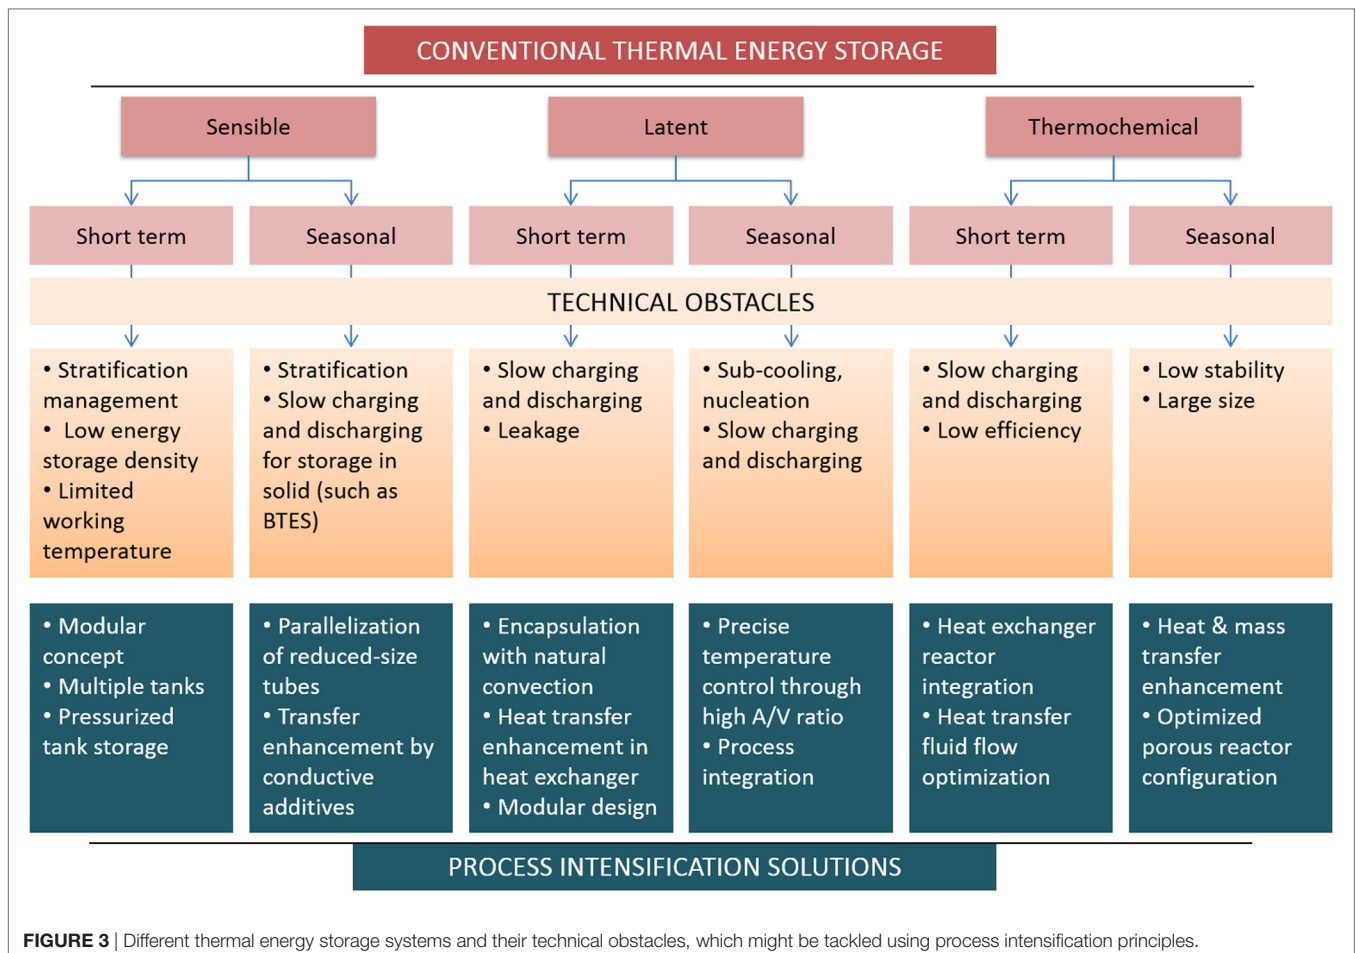 CONVENTIONAL THERMAL ENERGY STORAGE
Sensible
Latent
Thermochemical
Short term
Seasonal
Short term
Seasonal
Short term
Seasonal
TECHNICAL OBSTACLES
• Stratification
management
• Low energy
storage density
• Limited
working
temperature
• Stratification
• Slow charging
and discharging
for storage in
solid (such as
BTES)
• Slow charging
and discharging
• Leakage
• Sub-cooling,
nucleation
• Slow charging
and discharging
• Slow charging
and discharging
• Low efficiency
• Low stability
• Large size
• Modular
concept
• Multiple tanks
• Pressurized
tank storage
• Parallelization
of reduced-size
tubes
• Transfer
enhancement by
conductive
additives
• Encapsulation
with natural
convection
• Heat transfer
enhancement in
heat exchanger
• Modular design
• Precise
temperature
control through
high A/V ratio
• Process
integration
• Heat exchanger
reactor
integration
• Heat transfer
fluid flow
optimization
• Heat & mass
transfer
enhancement
• Optimized
porous reactor
configuration
PROCESS INTENSIFICATION SOLUTIONS
FIGURE 3 | Different thermal energy storage systems and their technical obstacles, which might be tackled using process intensification principles.